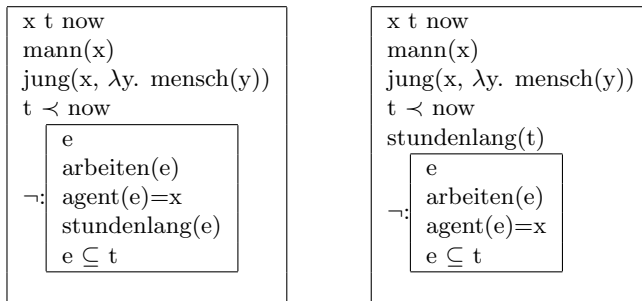 x t now
mann(x)
jung(x, λy. mensch(y))
t ≺ now
¬:
e
arbeiten(e)
agent(e)=x
stundenlang(e)
e ⊆ t
x t now
mann(x)
jung(x, λy. mensch(y))
t ≺ now
stundenlang(t)
¬:
e
arbeiten(e)
agent(e)=x
e ⊆ t